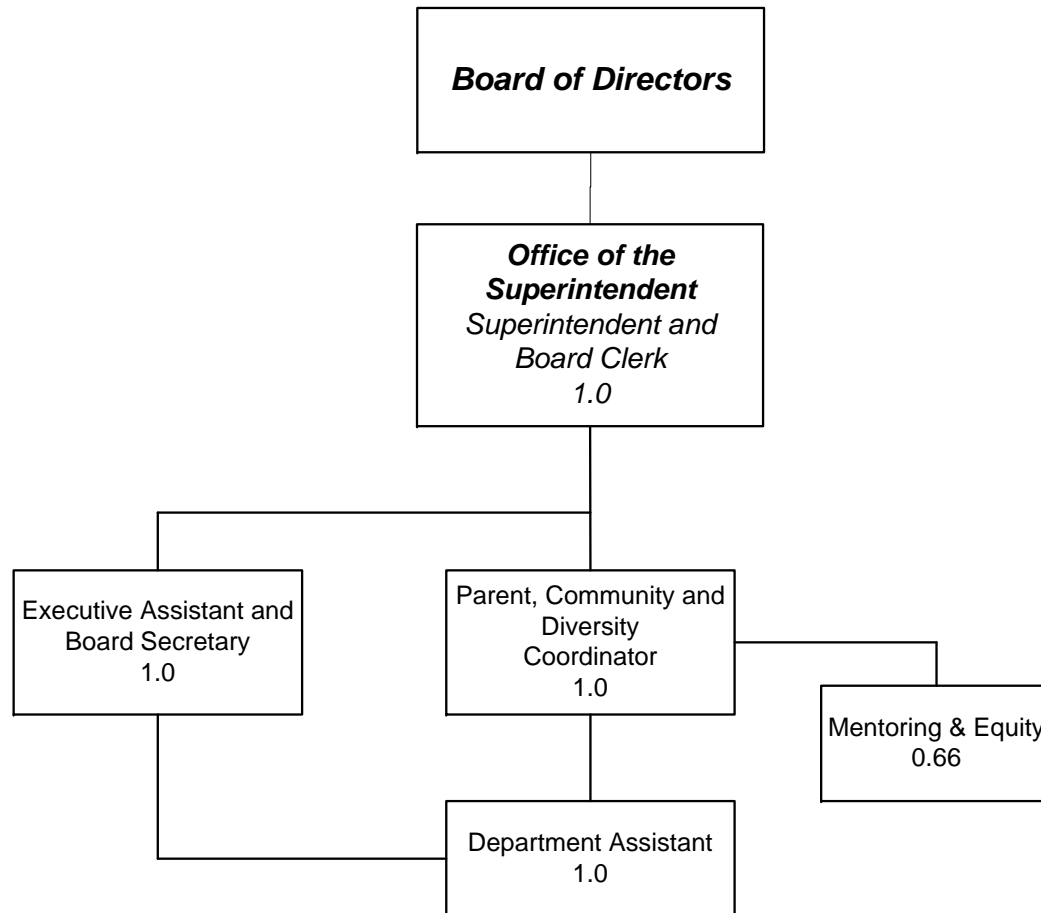 Board of Directors
Office of the
Superintendent
Superintendent and
Board Clerk
1.0
Executive Assistant and
Board Secretary
1.0
Parent, Community and
Diversity
Coordinator
1.0
Mentoring & Equity
0.66
Department Assistant
1.0